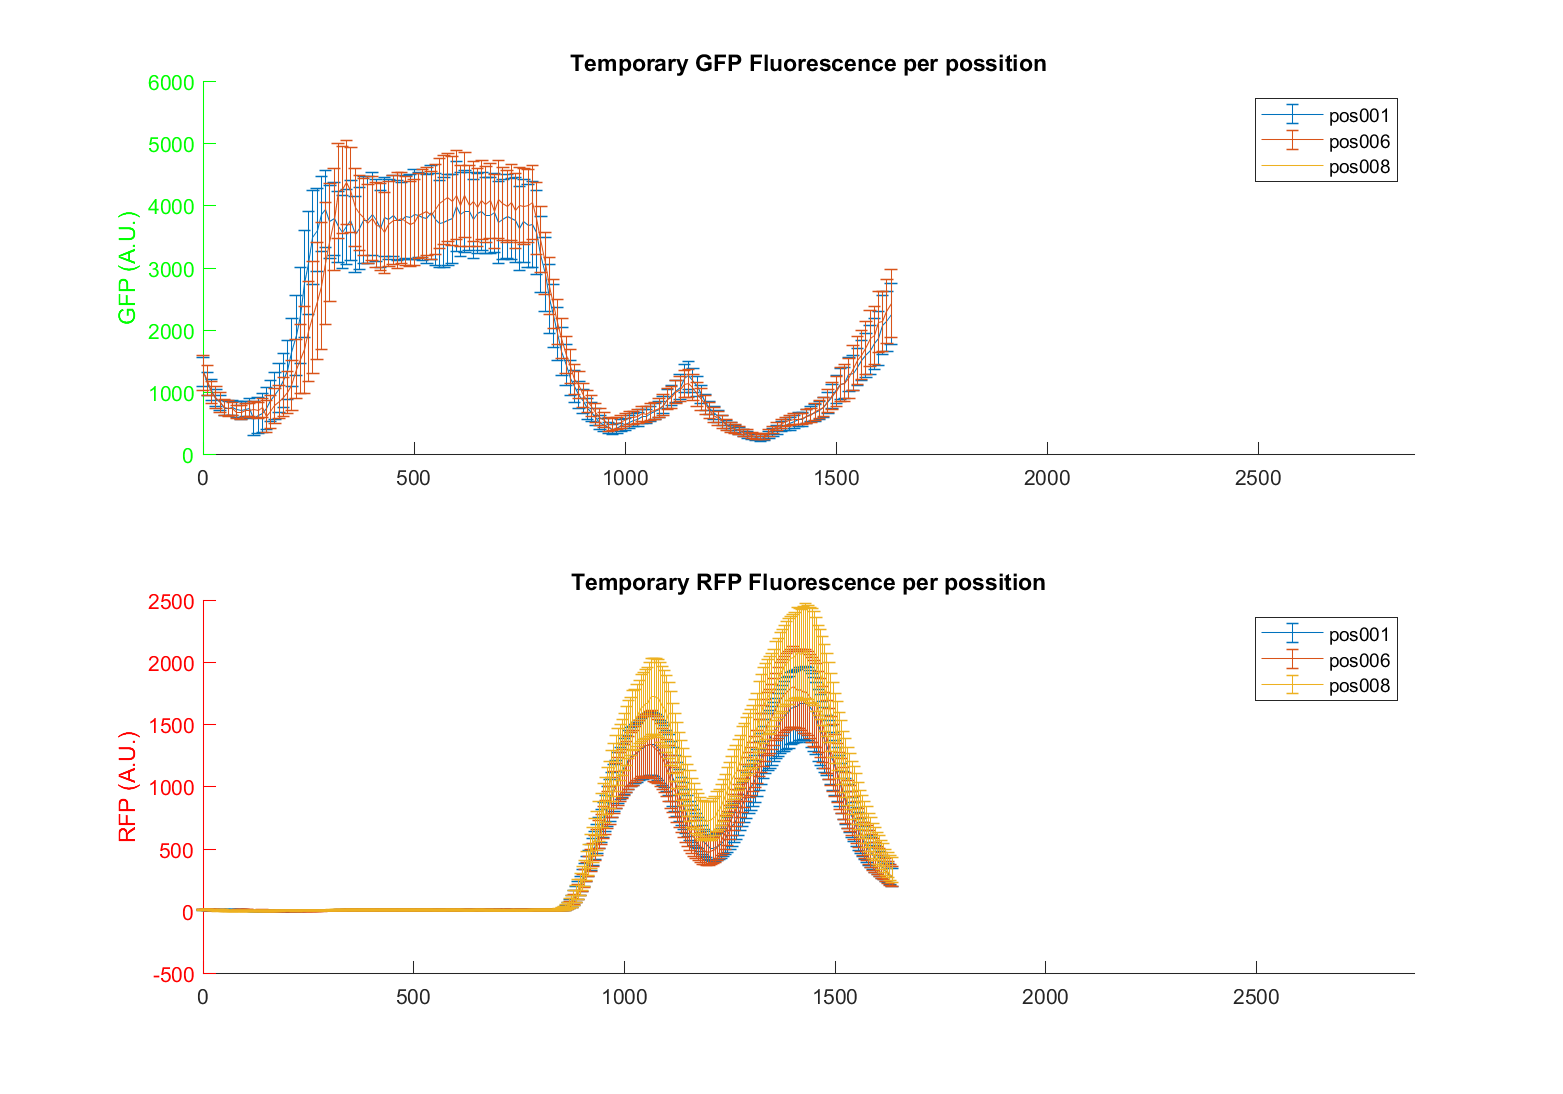 Temporary GFP Fluorescence per possition
6000
5000
4000
3000
2000
1000
0
GFP (A.U.)
0 500 1000 1500 2000 2500
pos001
pos006
pos008
Temporary RFP Fluorescence per possition
2500
2000
1500
1000
500
0
-500
RFP (A.U.)
0 500 1000 1500 2000 2500
pos001
pos006
pos008